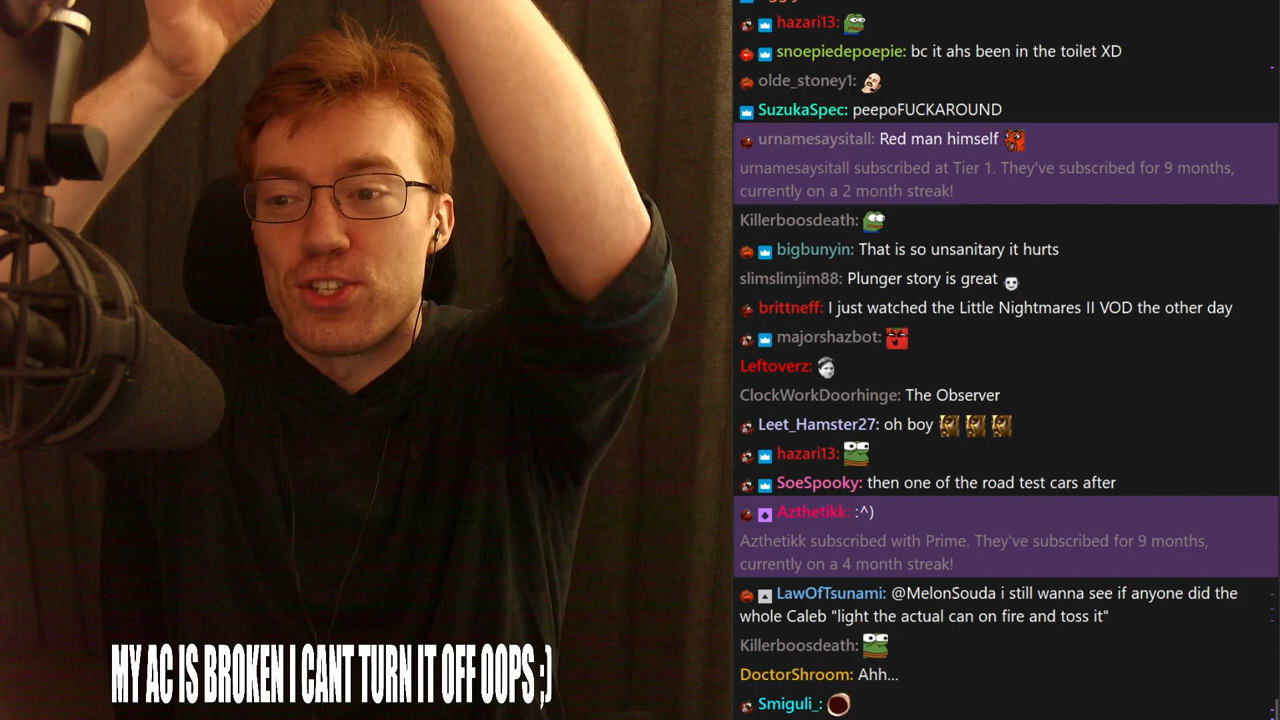 hazari13:
snoepiedepoepie: bc it ahs been in the toilet XD
olde_stoney1:
SuzukaSpec: peepoFUCKAROUND
urnamesaysitall: Red man himself
urnamesaysitall subscribed at Tier 1. They've subscribed for 9 months,
currently on a 2 month streak!
Killerboosdeath:
bigbunyin: That is so unsanitary it hurts
slimslimjim88: Plunger story is great
brittneff: I just watched the Little Nightmares II VOD the other day
majorshazbot:
Leftoverz:
ClockWorkDoorhinge: The Observer
Leet_Hamster27: oh boy
hazari13:
SoeSpooky: then one of the road test cars after
Azthetikk: :^)
Azthetikk subscribed with Prime. They've subscribed for 9 months,
currently on a 4 month streak!
LawOfTsunami: @MelonSouda i still wanna see if anyone did the
whole Caleb "light the actual can on fire and toss it"
Killerboosdeath:
DoctorShroom: Ahh...
Smiguli_:
MY AC IS BROKEN I CANT TURN IT OFF OOPS ;)